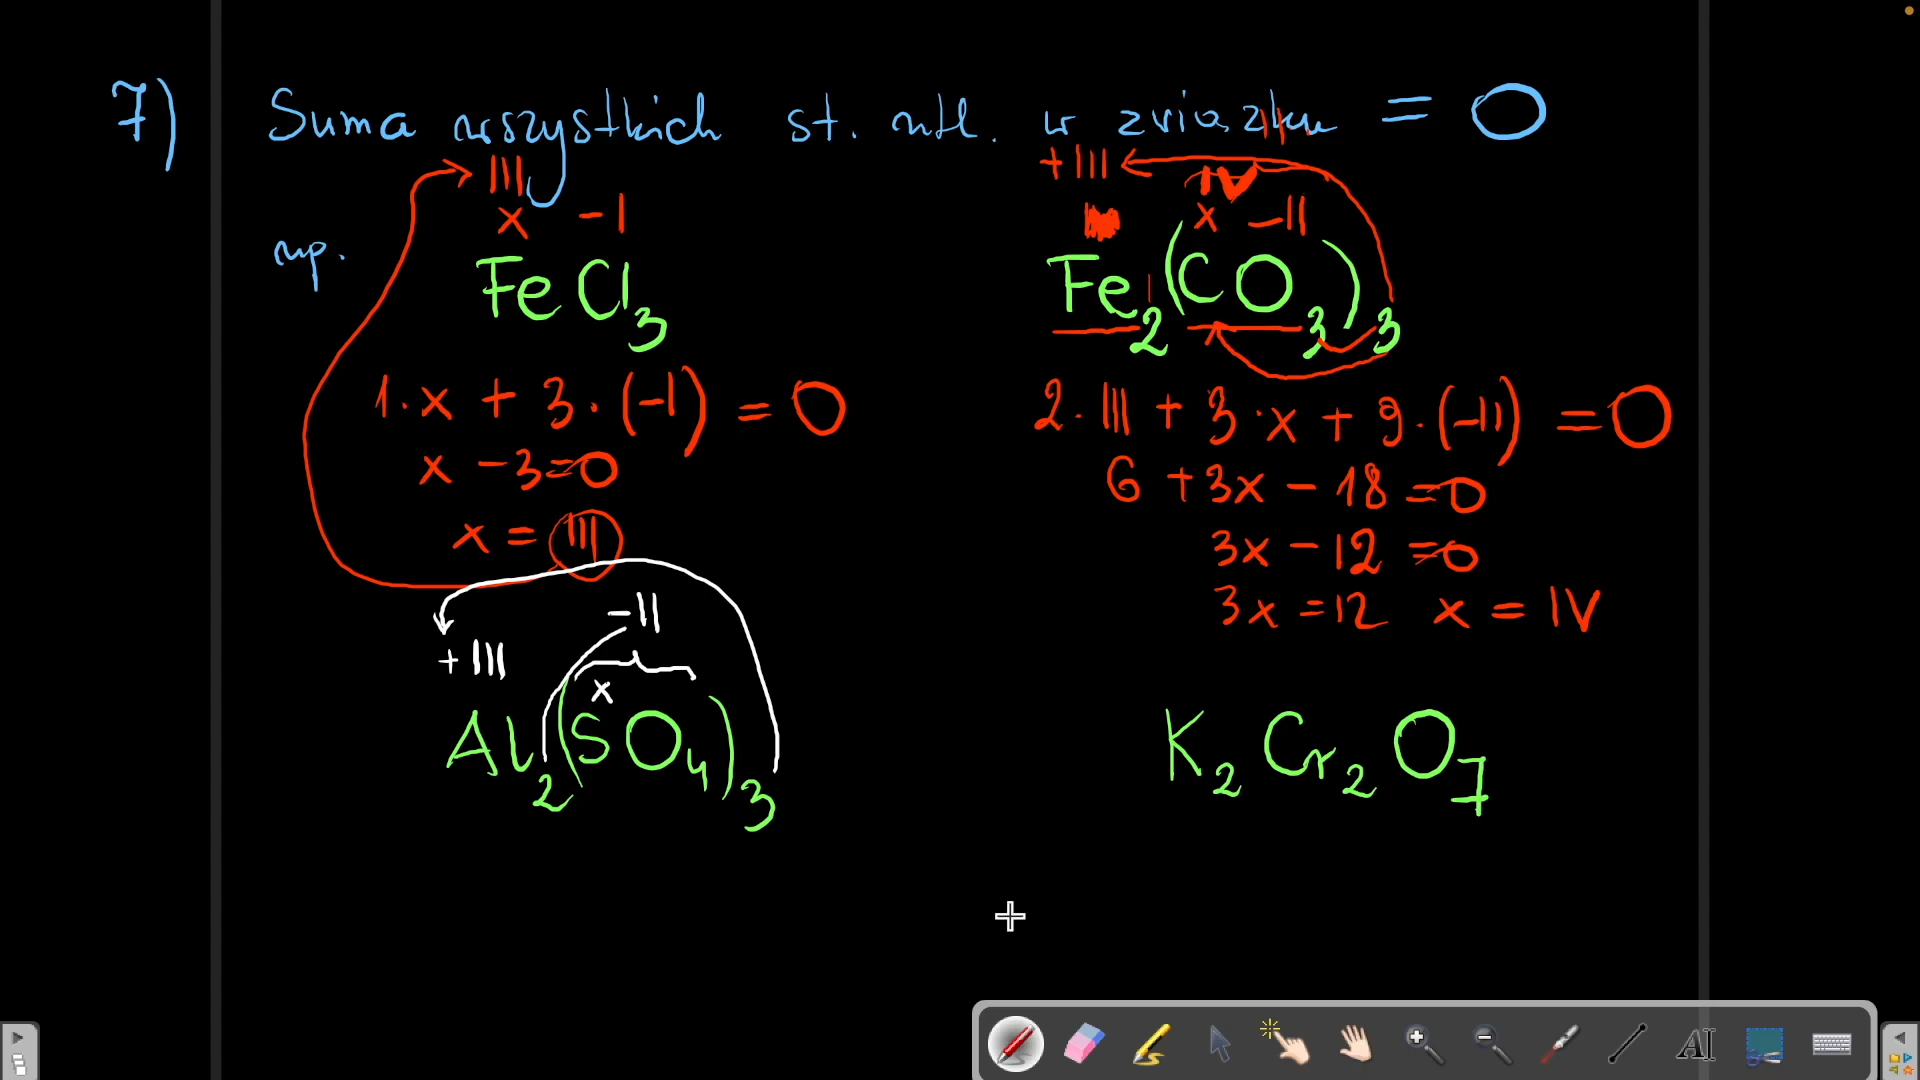 7) Suma wszystkich st. utl. w związku = 0
np.
III
x -I
FeCl3
1·x + 3·(-1) = 0
x - 3 = 0
x = III
+III
IV
x -II
Fe2(CO3)3
2·III + 3·x + 9·(-II) = 0
6 + 3x - 18 = 0
3x - 12 = 0
3x = 12 x = IV
-II
+III
x
Al2(SO4)3
K2Cr2O7